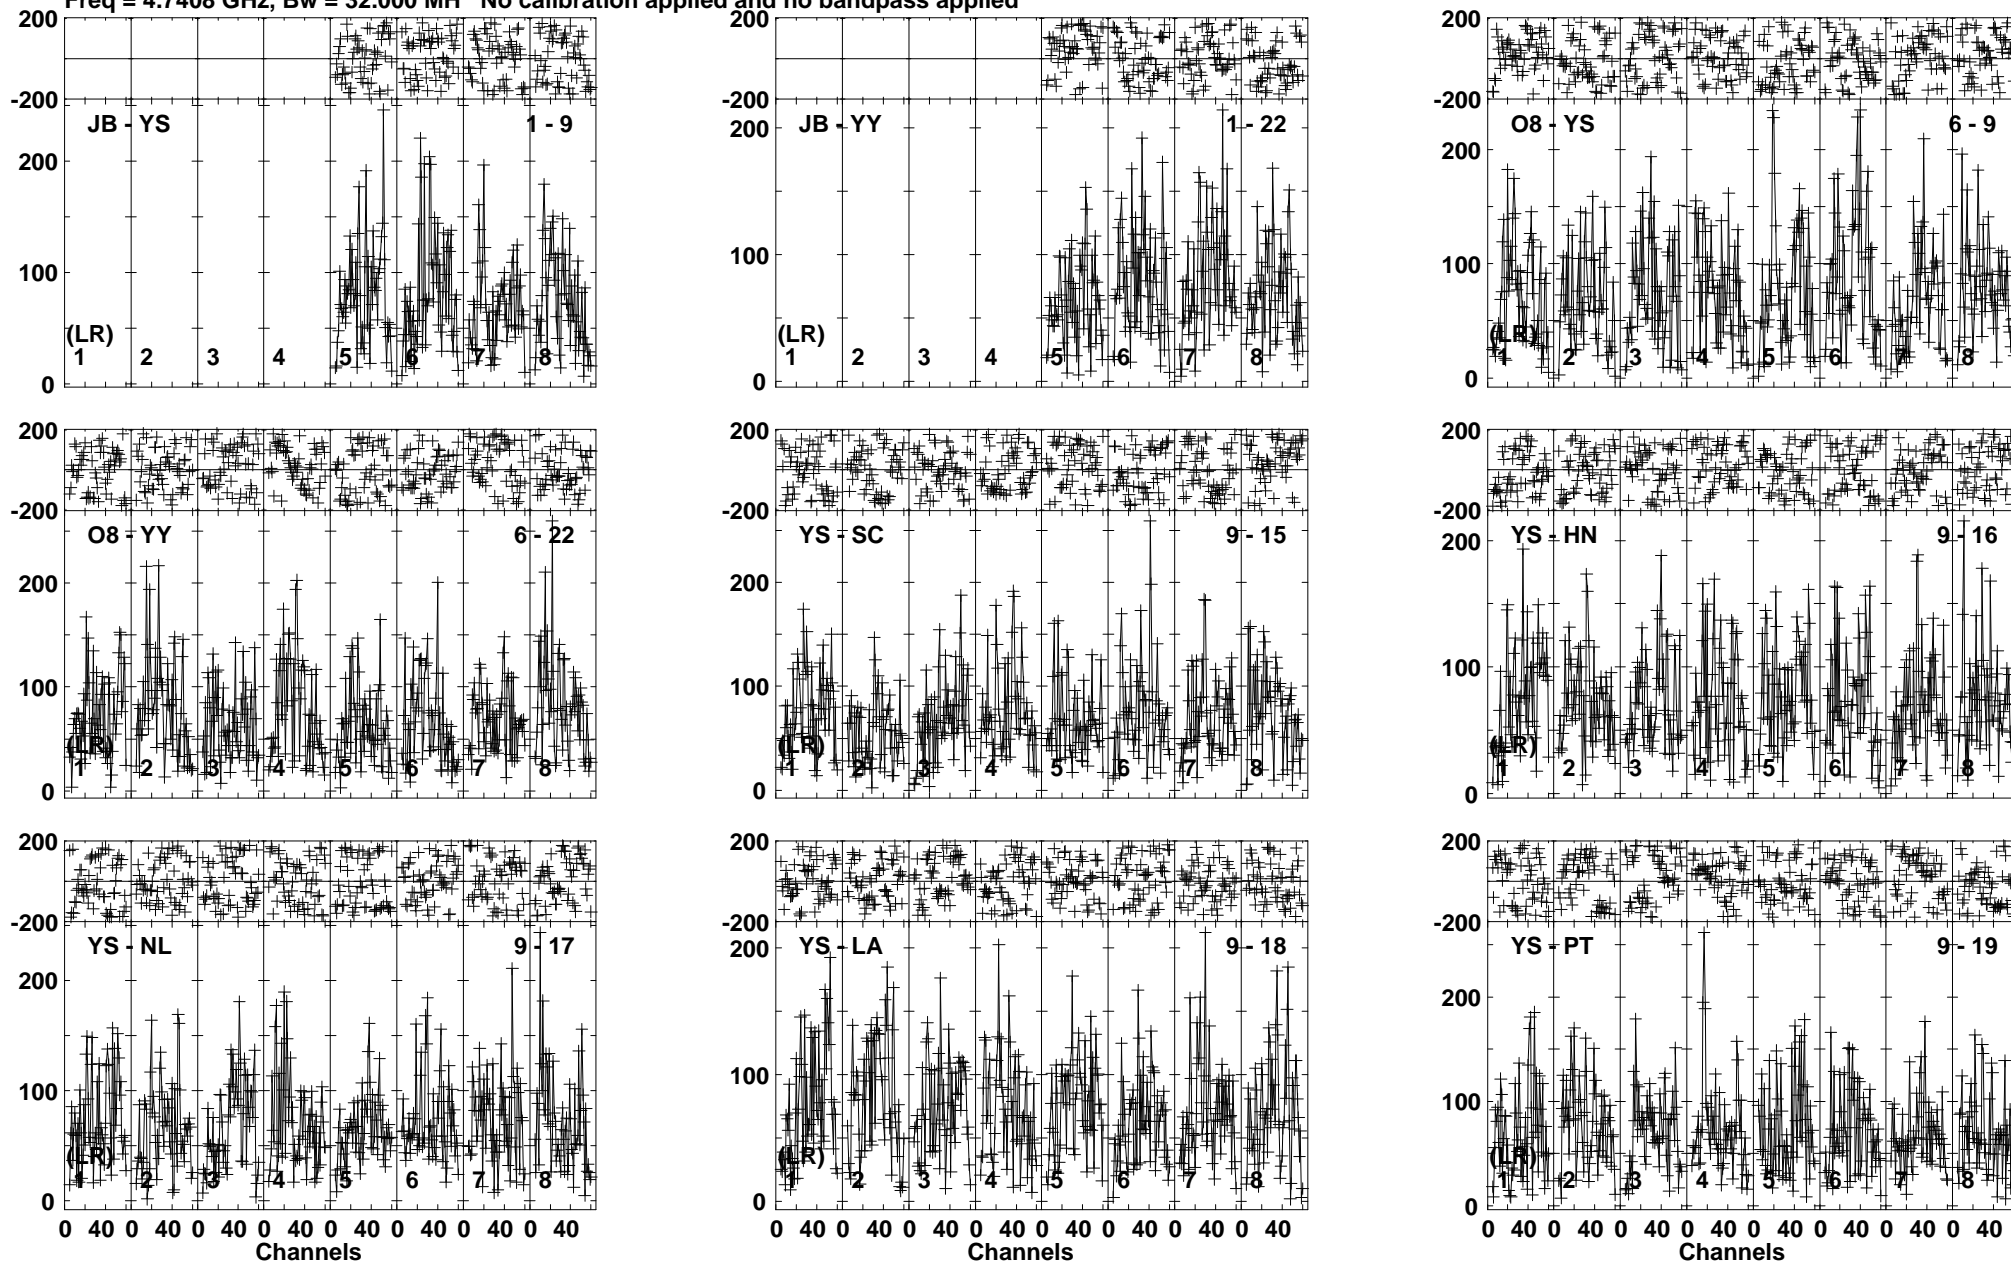 Freq = 4.7408 GHz, Bw = 32.000 MH No calibration applied and no bandpass applied
200 200 200
-200 -200 -200
JB - YS 1 - 9 JB - YY 1 - 22 O8 - YS 6 - 9
200 200 200
100 100 100
(LR) (LR) (LR)
1 2 3 4 5 6 7 8 1 2 3 4 5 6 7 8 1 2 3 4 5 6 7 8
0 0 0
200 200 200
-200 -200 -200
O8 - YY 6 - 22 YS - SC 9 - 15 YS - HN 9 - 16
200 200 200
100 100 100
(LR) (LR) (LR)
1 2 3 4 5 6 7 8 1 2 3 4 5 6 7 8 1 2 3 4 5 6 7 8
0 0 0
200 200 200
-200 -200 -200
YS - NL 9 - 17 YS - LA 9 - 18 YS - PT 9 - 19
200 200 200
100 100 100
(LR) (LR) (LR)
1 2 3 4 5 6 7 8 1 2 3 4 5 6 7 8 1 2 3 4 5 6 7 8
0 0 0
0 40 0 40 0 40 0 40 0 40 0 40 0 40 0 40 0 40 0 40 0 40 0 40 0 40 0 40 0 40 0 40 0 40 0 40 0 40 0 40 0 40 0 40 0 40 0 40
Channels Channels Channels